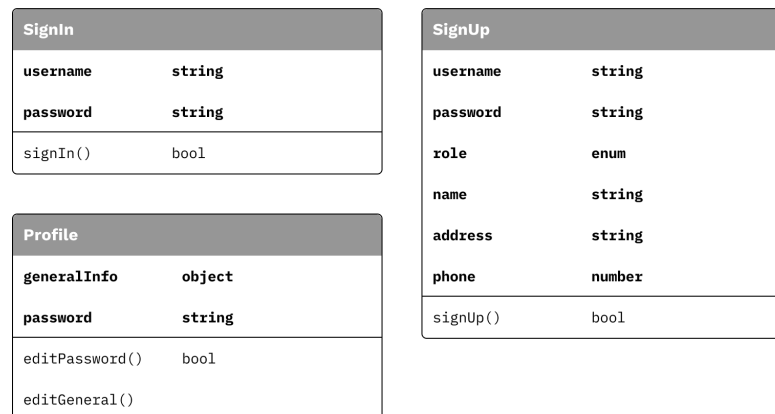 SignIn
username string
password string
signIn() bool
Profile
generalInfo object
password string
editPassword() bool
editGeneral()
SignUp
username string
password string
role enum
name string
address string
phone number
signUp() bool